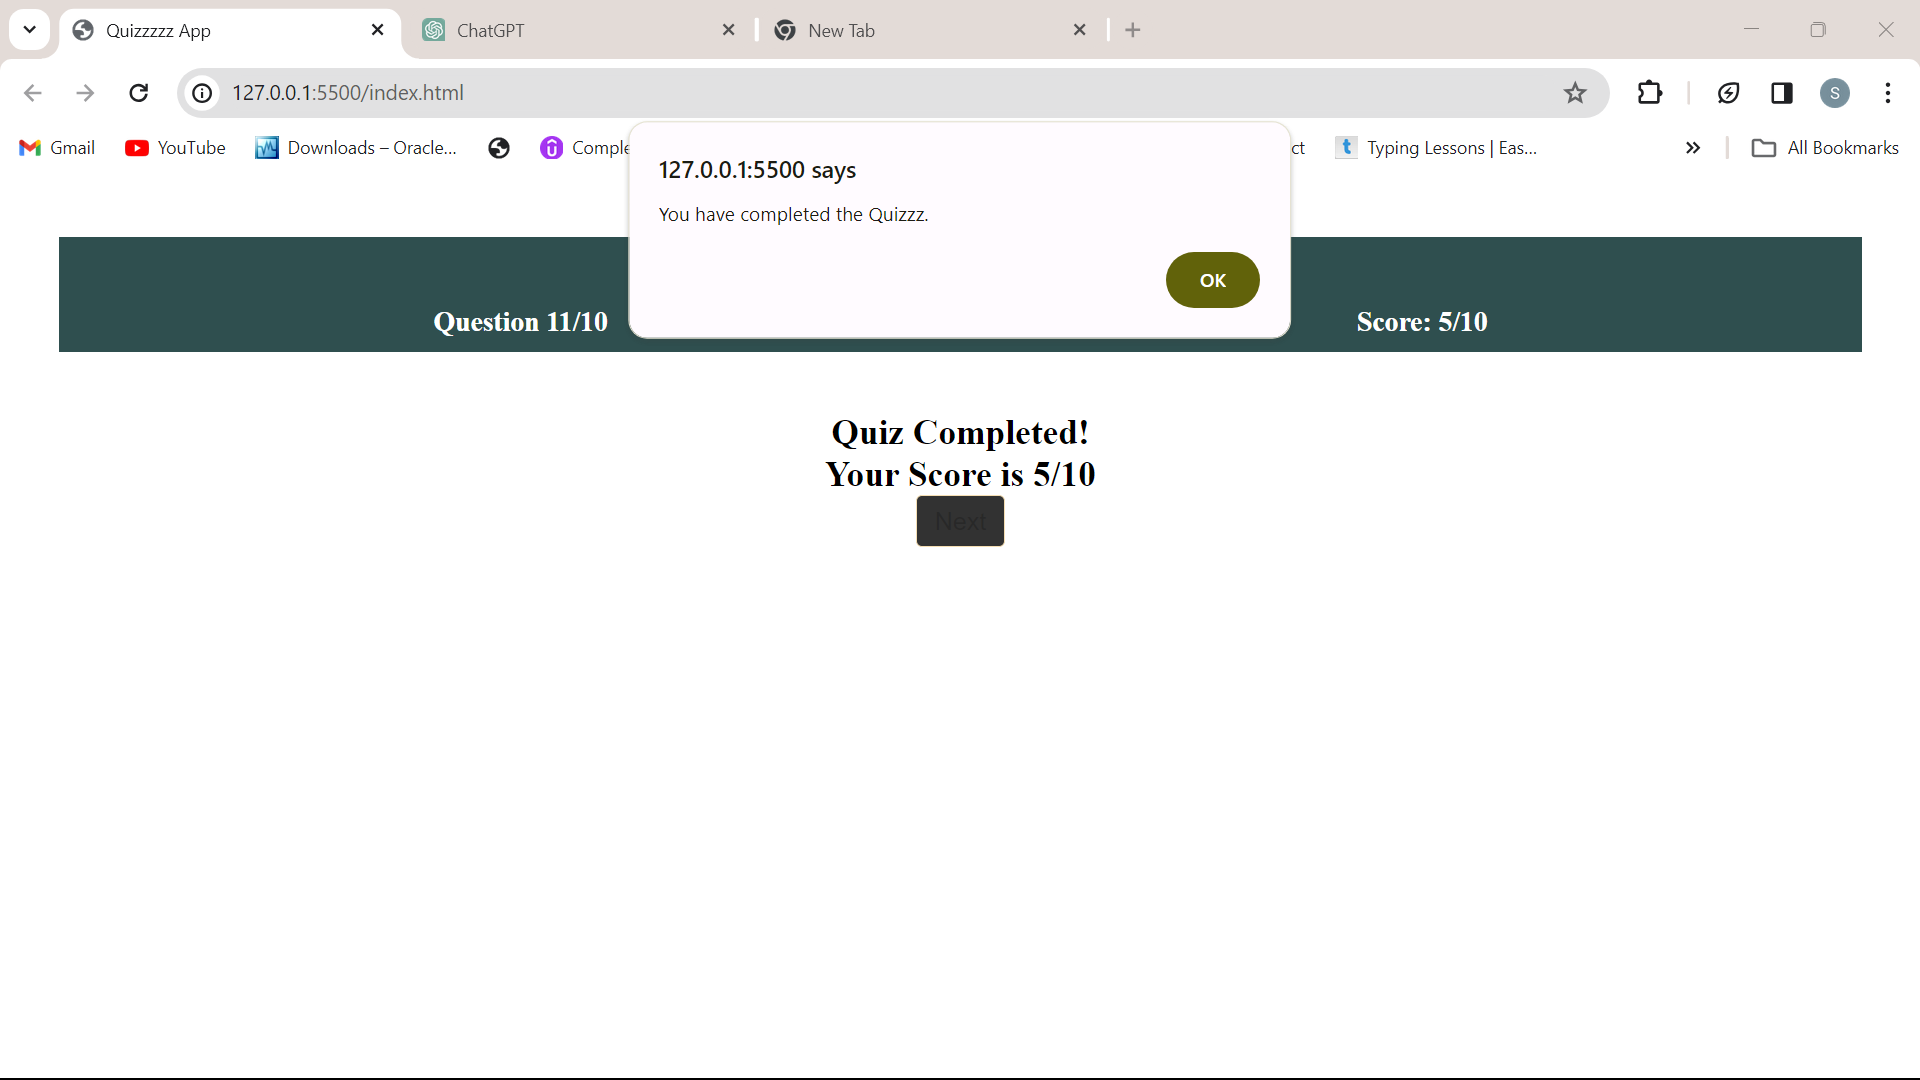 Quizzzzz App
ChatGPT
New Tab
127.0.0.1:5500/index.html
S
Gmail
YouTube
Downloads – Oracle...
Comple
ct
t
Typing Lessons | Eas...
All Bookmarks
127.0.0.1:5500 says
You have completed the Quizzz.
OK
Question 11/10
Score: 5/10
Quiz Completed!
Your Score is 5/10
Next